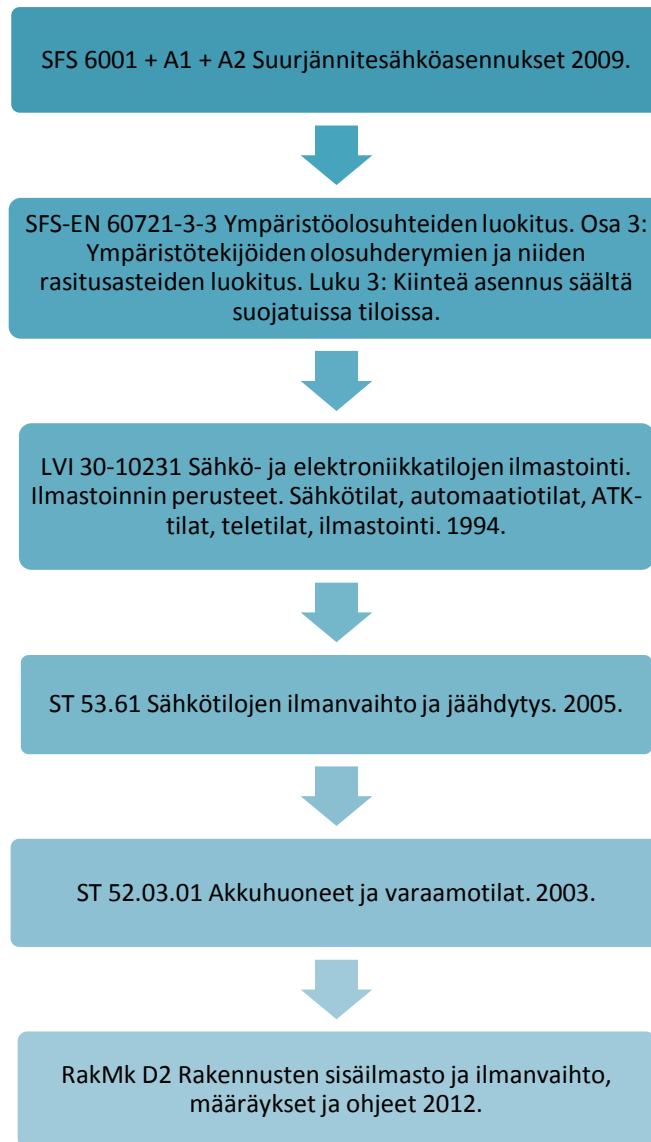 SFS 6001 + A1 + A2 Suurjännitesähköasennukset 2009.
SFS-EN 60721-3-3 Ympäristöolosuhteiden luokitus. Osa 3:
Ympäristötekijöiden olosuhderymien ja niiden
rasitusasteiden luokitus. Luku 3: Kiinteä asennus säältä
suojatuissa tiloissa.
LVI 30-10231 Sähkö- ja elektroniikkatilojen ilmastointi.
Ilmastoinnin perusteet. Sähkötilat, automaatiotilat, ATK-
tilat, teletilat, ilmastointi. 1994.
ST 53.61 Sähkötilojen ilmanvaihto ja jäähdytys. 2005.
ST 52.03.01 Akkuhuoneet ja varaamotilat. 2003.
RakMk D2 Rakennusten sisäilmasto ja ilmanvaihto,
määräykset ja ohjeet 2012.